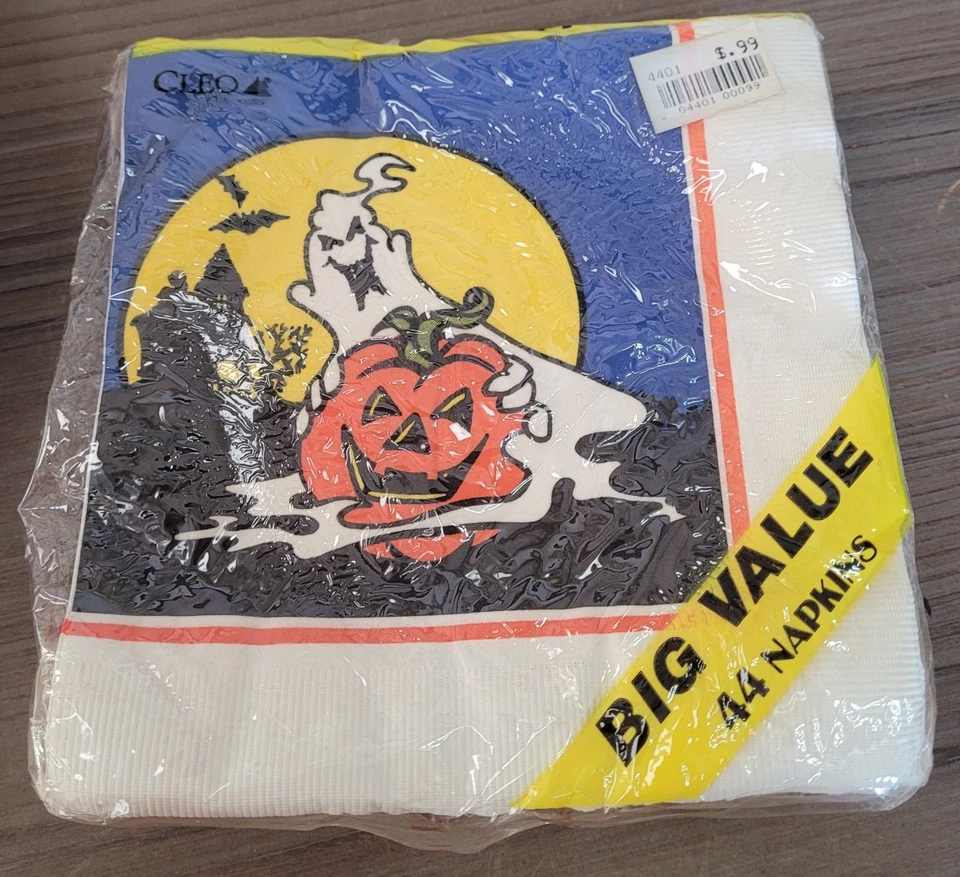 CLEO
$.99
4401
04401 00099
BIG VALUE
44 NAPKINS